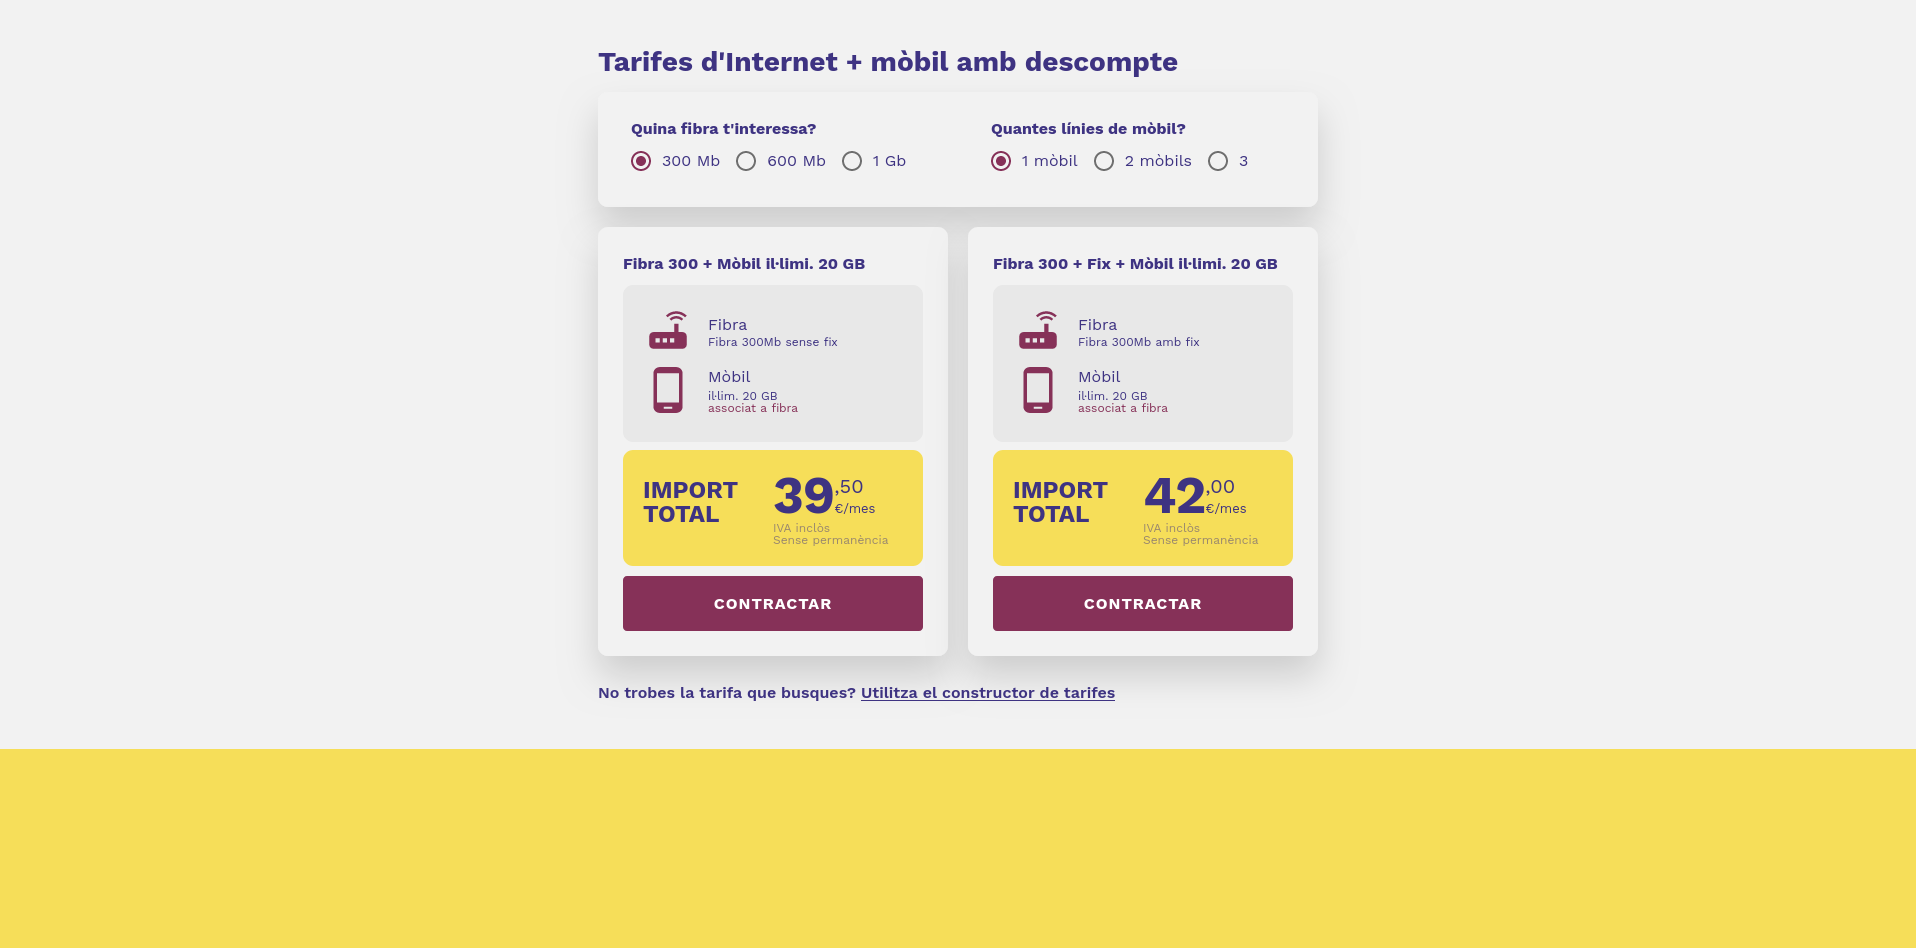 Tarifes d'Internet + mòbil amb descompte
Quina fibra t'interessa?
300 Mb 600 Mb 1 Gb
Quantes línies de mòbil?
1 mòbil 2 mòbils 3
Fibra 300 + Mòbil il·limi. 20 GB
Fibra
Fibra 300Mb sense fix
Mòbil
il·lim. 20 GB
associat a fibra
IMPORT
TOTAL
39,50
€/mes
IVA inclòs
Sense permanència
CONTRACTAR
Fibra 300 + Fix + Mòbil il·limi. 20 GB
Fibra
Fibra 300Mb amb fix
Mòbil
il·lim. 20 GB
associat a fibra
IMPORT
TOTAL
42,00
€/mes
IVA inclòs
Sense permanència
CONTRACTAR
No trobes la tarifa que busques? Utilitza el constructor de tarifes